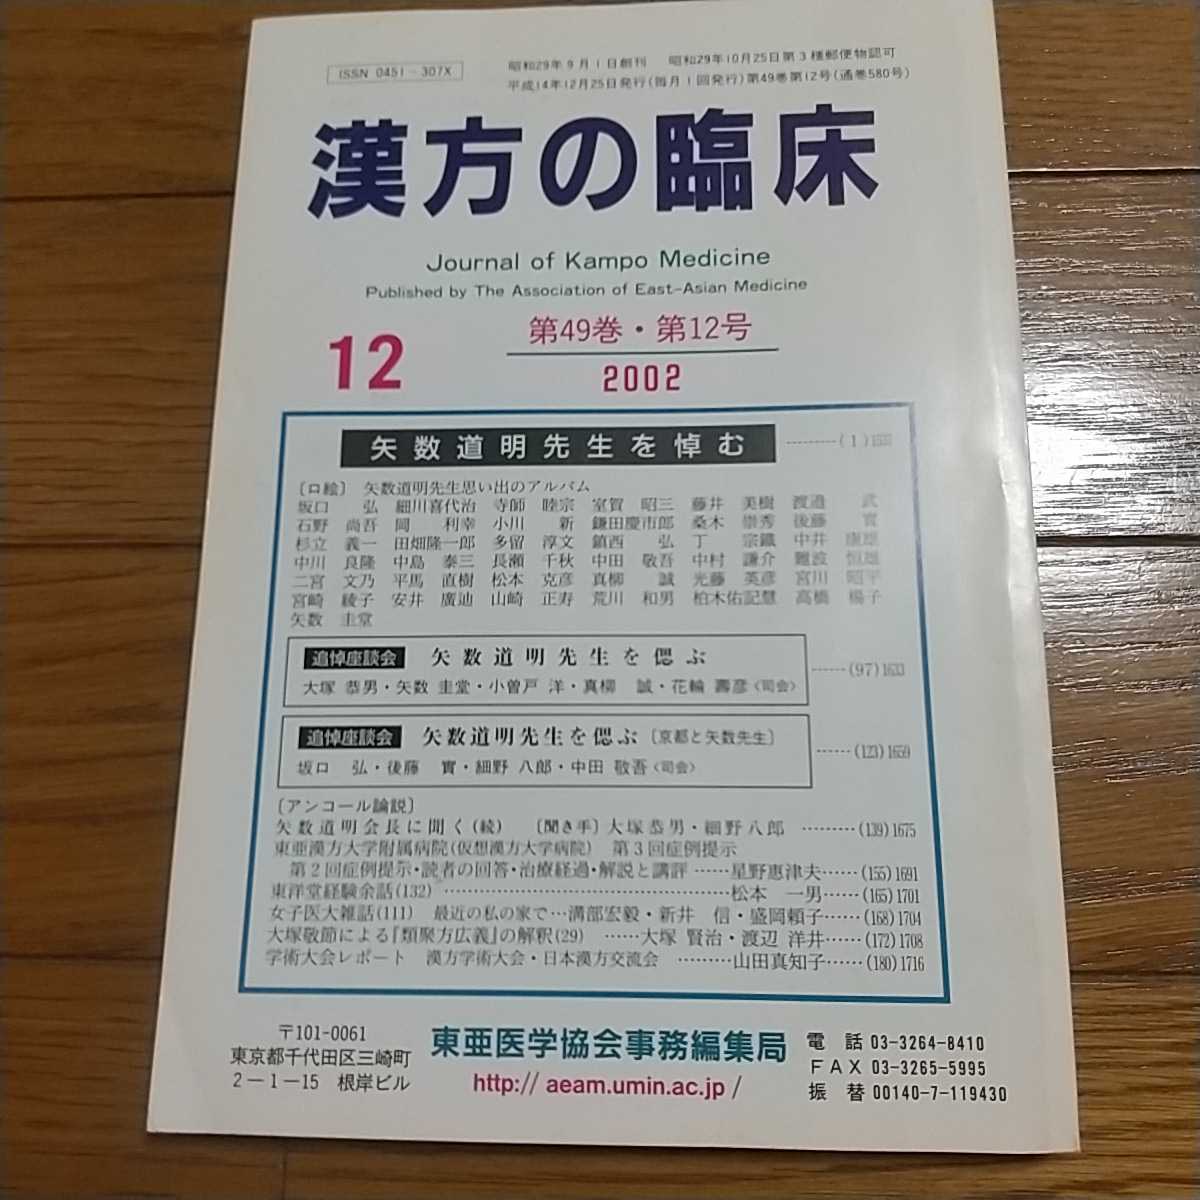 ISSN 0451-307X
昭和29年9月1日創刊　昭和29年10月25日第3種郵便物認可
平成14年12月25日発行(毎月1回発行)第49巻第12号(通巻580号)
漢方の臨床
Journal of Kampo Medicine
Published by The Association of East-Asian Medicine
12
第49巻・第12号
2002
矢数道明先生を悼む ………(1)1535
〔口絵〕 矢数道明先生思い出のアルバム
坂口　弘　細川喜代治　寺師　睦宗　室賀　昭三　藤井　美樹　渡邉　武
石野　尚吾　岡　利幸　小川　新　鎌田慶市郎　桑木　崇秀　後藤　實
杉立　義一　田畑隆一郎　多留　淳文　鎮西　弘　丁　宗鐵　中井　康雄
中川　良隆　中島　泰三　長瀬　千秋　中田　敬吾　中村　謙介　難波　恒雄
二宮　文乃　平馬　直樹　松本　克彦　真柳　誠　光藤　英彦　宮川　昭平
宮崎　綾子　安井　廣迪　山崎　正寿　荒川　和男　柏木佑記慧　高橋　楊子
矢数　圭堂
追悼座談会　矢数道明先生を偲ぶ ……(97)1633
大塚 恭男・矢数 圭堂・小曽戸 洋・真柳　誠・花輪 壽彦〈司会〉
追悼座談会　矢数道明先生を偲ぶ〔京都と矢数先生〕 ……(123)1659
坂口　弘・後藤　實・細野 八郎・中田 敬吾〈司会〉
〔アンコール論説〕
矢数道明会長に聞く(続)　〔聞き手〕大塚恭男・細野八郎 ………(139)1675
東亜漢方大学附属病院(仮想漢方大学病院)　第3回症例提示
第2回症例提示・読者の回答・治療経過・解説と講評……星野恵津夫……(155)1691
東洋堂経験余話(132) ……………………………………松本　一男……(165)1701
女子医大雑話(111)　最近の私の家で…溝部宏毅・新井　信・盛岡頼子……(168)1704
大塚敬節による『類聚方広義』の解釈(29) ……大塚 賢治・渡辺 洋井……(172)1708
学術大会レポート　漢方学術大会・日本漢方交流会 ………山田真知子……(180)1716
〒101-0061
東京都千代田区三崎町
2-1-15　根岸ビル
東亜医学協会事務編集局
http:// aeam.umin.ac.jp /
電　話 03-3264-8410
FAX 03-3265-5995
振　替 00140-7-119430